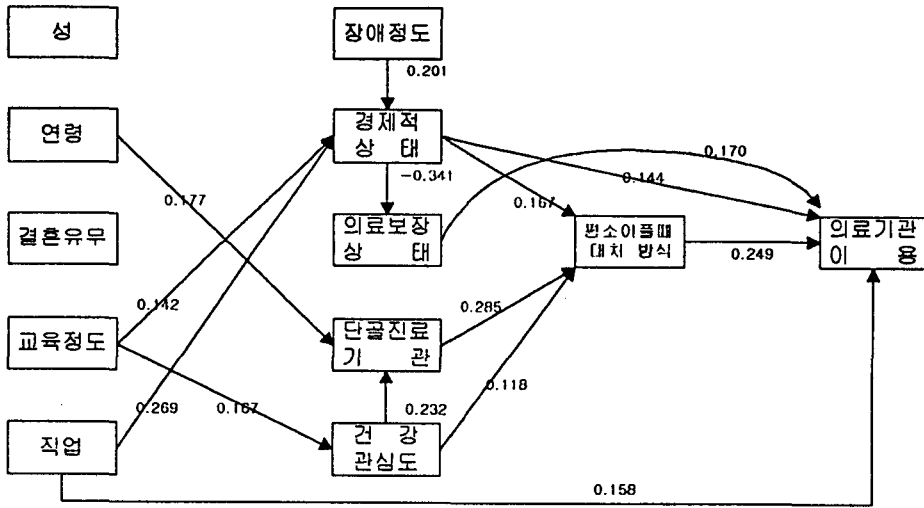 성
장애정도
0.201
연령
경제적
상 태
-0.341
0.170
0.144
0.177
0.167
결혼유무
의료보장
상 태
평소아플때
대처 방식
의료기관
이 용
0.249
0.142
0.285
교육정도
단골진료
기 관
0.118
0.269
0.167
0.232
직업
건 강
관심도
0.158